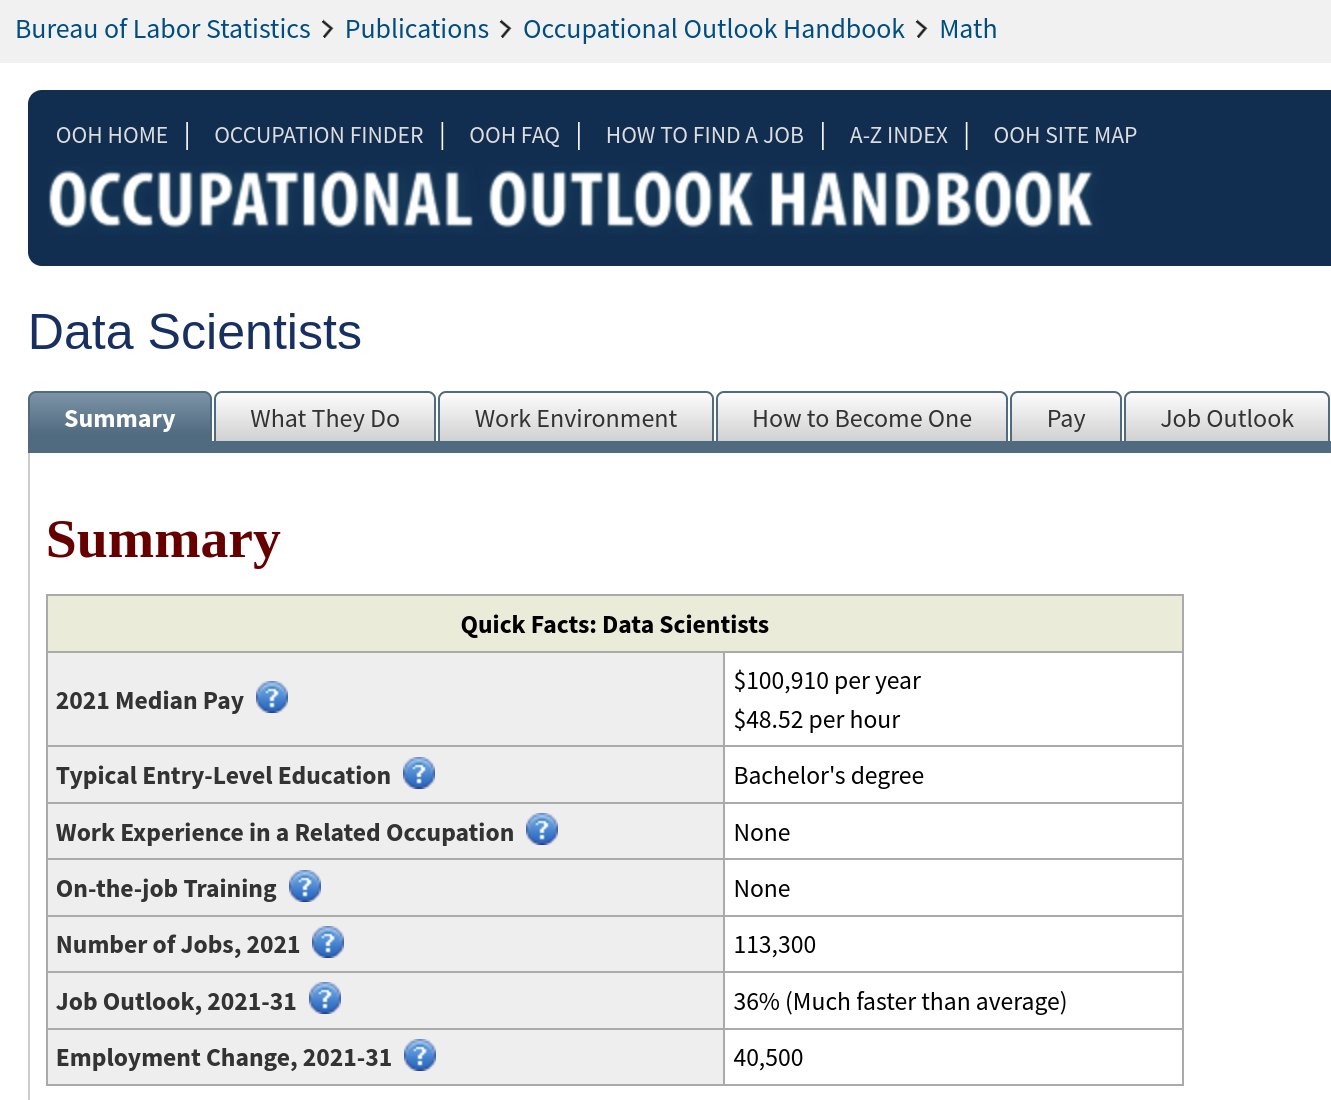 Bureau of Labor Statistics > Publications > Occupational Outlook Handbook > Math
OOH HOME | OCCUPATION FINDER | OOH FAQ | HOW TO FIND A JOB | A-Z INDEX | OOH SITE MAP
OCCUPATIONAL OUTLOOK HANDBOOK
Data Scientists
Summary What They Do Work Environment How to Become One Pay Job Outlook
Summary
Quick Facts: Data Scientists
2021 Median Pay ? $100,910 per year
$48.52 per hour
Typical Entry-Level Education ? Bachelor's degree
Work Experience in a Related Occupation ? None
On-the-job Training ? None
Number of Jobs, 2021 ? 113,300
Job Outlook, 2021-31 ? 36% (Much faster than average)
Employment Change, 2021-31 ? 40,500